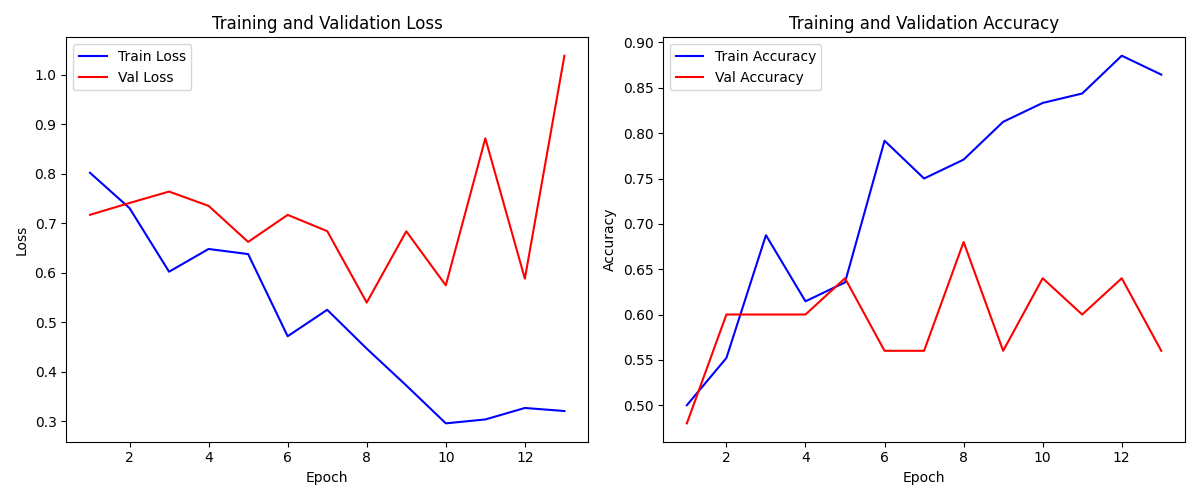 Training and Validation Loss
Train Loss
Val Loss
1.0
0.9
0.8
0.7
0.6
0.5
0.4
0.3
Loss
2 4 6 8 10 12
Epoch
Training and Validation Accuracy
Train Accuracy
Val Accuracy
0.90
0.85
0.80
0.75
0.70
0.65
0.60
0.55
0.50
Accuracy
2 4 6 8 10 12
Epoch